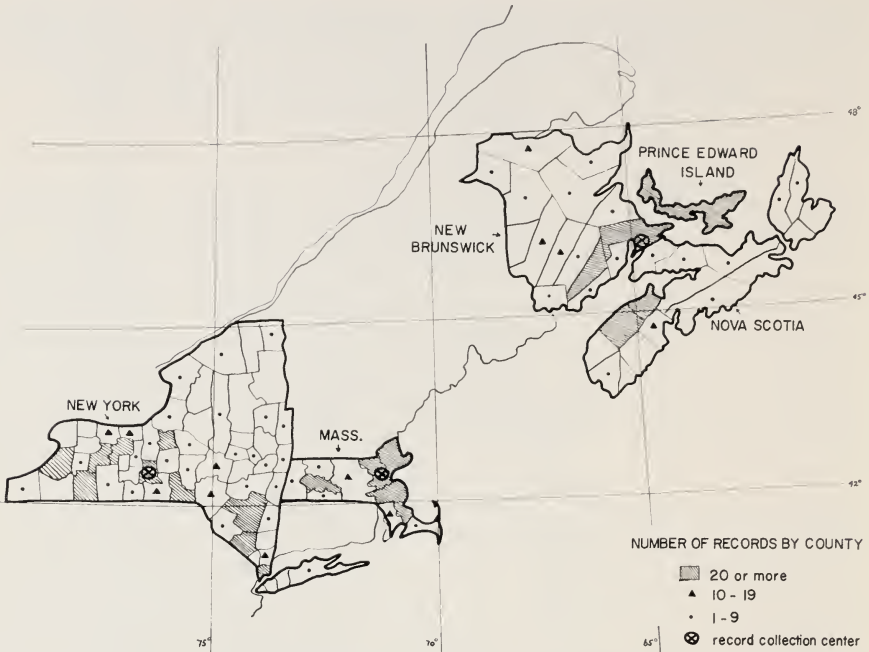 48°
PRINCE EDWARD
ISLAND
NEW
BRUNSWICK
45°
NOVA SCOTIA
NEW YORK
MASS.
42°
NUMBER OF RECORDS BY COUNTY
20 or more
10 - 19
1 - 9
record collection center
75°
70°
65°